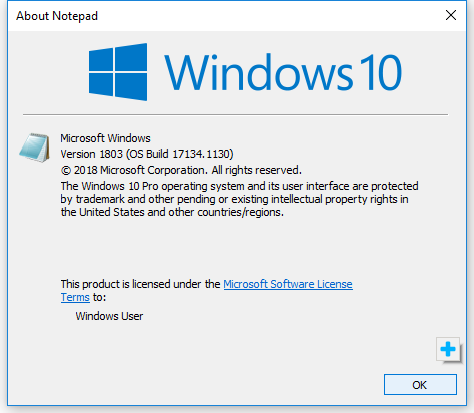 About Notepad
Windows 10
Microsoft Windows
Version 1803 (OS Build 17134.1130)
© 2018 Microsoft Corporation. All rights reserved.
The Windows 10 Pro operating system and its user interface are protected
by trademark and other pending or existing intellectual property rights in
the United States and other countries/regions.
This product is licensed under the Microsoft Software License
Terms to:
Windows User
OK